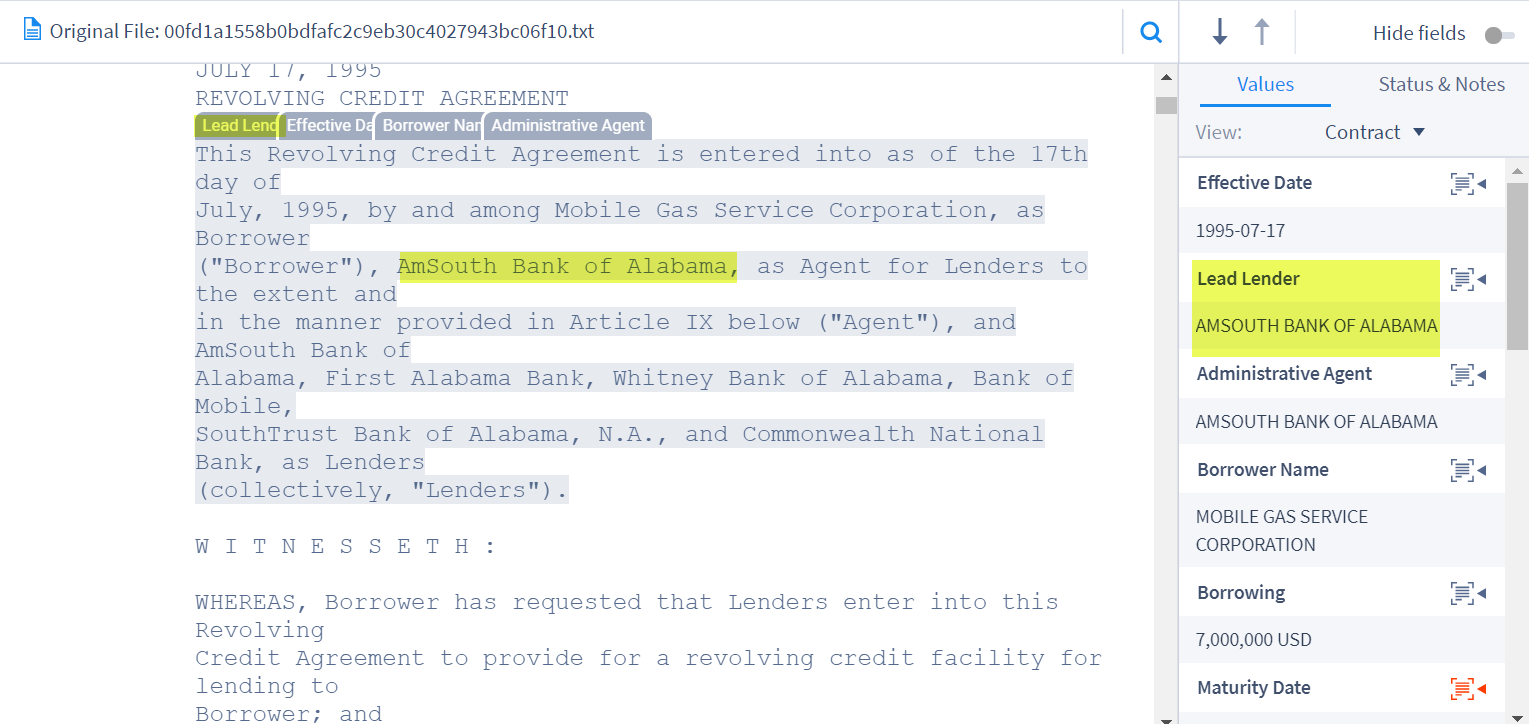 Original File: 00fd1a1558b0bdfafc2c9eb30c4027943bc06f10.txt
Hide fields
JULY 17, 1995
REVOLVING CREDIT AGREEMENT
Lead Lend Effective Da Borrower Nam Administrative Agent
This Revolving Credit Agreement is entered into as of the 17th
day of
July, 1995, by and among Mobile Gas Service Corporation, as
Borrower
("Borrower"), AmSouth Bank of Alabama, as Agent for Lenders to
the extent and
in the manner provided in Article IX below ("Agent"), and
AmSouth Bank of
Alabama, First Alabama Bank, Whitney Bank of Alabama, Bank of
Mobile,
SouthTrust Bank of Alabama, N.A., and Commonwealth National
Bank, as Lenders
(collectively, "Lenders").
W I T N E S S E T H :
WHEREAS, Borrower has requested that Lenders enter into this
Revolving
Credit Agreement to provide for a revolving credit facility for
lending to
Borrower; and
Values Status & Notes
View: Contract
Effective Date
1995-07-17
Lead Lender
AMSOUTH BANK OF ALABAMA
Administrative Agent
AMSOUTH BANK OF ALABAMA
Borrower Name
MOBILE GAS SERVICE
CORPORATION
Borrowing
7,000,000 USD
Maturity Date